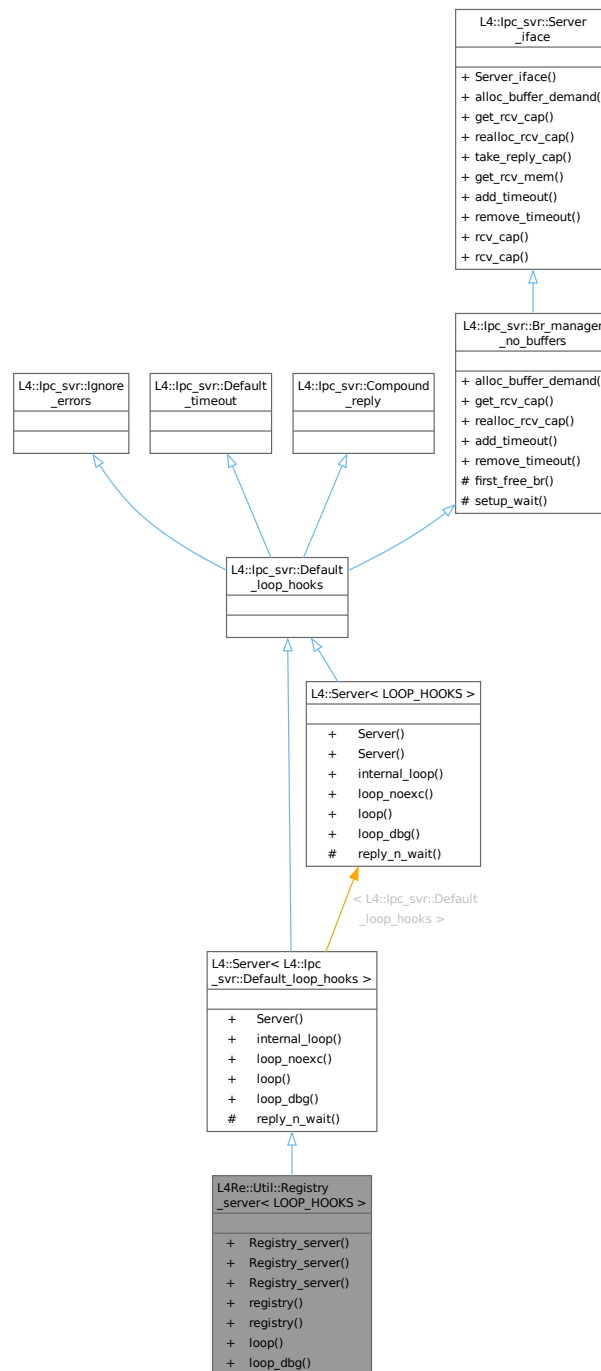 L4::Ipc_svr::Server
_iface
+ Server_iface()
+ alloc_buffer_demand(
+ get_rcv_cap()
+ realloc_rcv_cap()
+ take_reply_cap()
+ get_rcv_mem()
+ add_timeout()
+ remove_timeout()
+ rcv_cap()
+ rcv_cap()
L4::Ipc_svr::Br_manager
_no_buffers
+ alloc_buffer_demand(
+ get_rcv_cap()
+ realloc_rcv_cap()
+ add_timeout()
+ remove_timeout()
# first_free_br()
# setup_wait()
L4::Ipc_svr::Ignore
_errors
L4::Ipc_svr::Default
_timeout
L4::Ipc_svr::Compound
_reply
L4::Ipc_svr::Default
_loop_hooks
L4::Server< LOOP_HOOKS >
+ Server()
+ Server()
+ internal_loop()
+ loop_noexc()
+ loop()
+ loop_dbg()
# reply_n_wait()
< L4::Ipc_svr::Default
_loop_hooks >
L4::Server< L4::Ipc
_svr::Default_loop_hooks >
+ Server()
+ internal_loop()
+ loop_noexc()
+ loop()
+ loop_dbg()
# reply_n_wait()
L4Re::Util::Registry
_server< LOOP_HOOKS >
+ Registry_server()
+ Registry_server()
+ Registry_server()
+ registry()
+ registry()
+ loop()
+ loop_dbg()